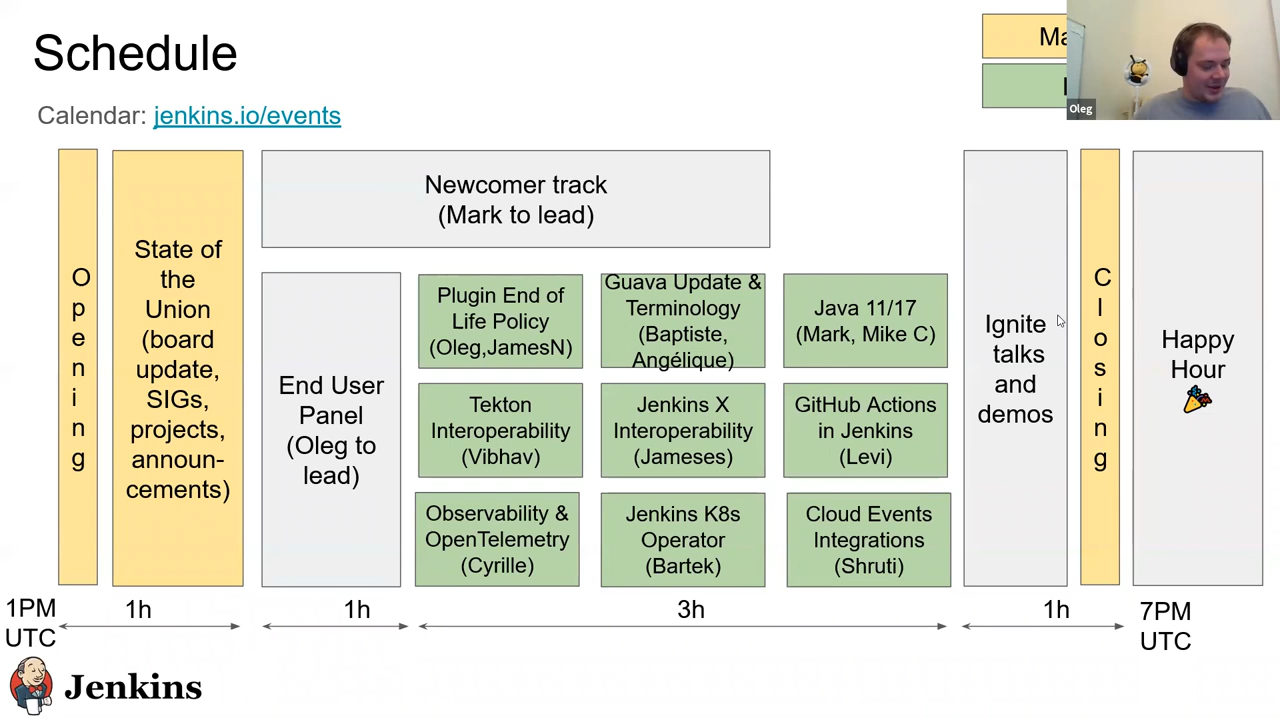 Schedule
Calendar: jenkins.io/events
Oleg
Opening
State of
the
Union
(board
update,
SIGs,
projects,
announ-
cements)
Newcomer track
(Mark to lead)
End User
Panel
(Oleg to
lead)
Plugin End of
Life Policy
(Oleg,JamesN)
Guava Update &
Terminology
(Baptiste,
Angélique)
Java 11/17
(Mark, Mike C)
Tekton
Interoperability
(Vibhav)
Jenkins X
Interoperability
(Jameses)
GitHub Actions
in Jenkins
(Levi)
Observability &
OpenTelemetry
(Cyrille)
Jenkins K8s
Operator
(Bartek)
Cloud Events
Integrations
(Shruti)
Ignite
talks
and
demos
Closing
Happy
Hour
1PM
UTC
1h
1h
3h
1h
7PM
UTC
Jenkins